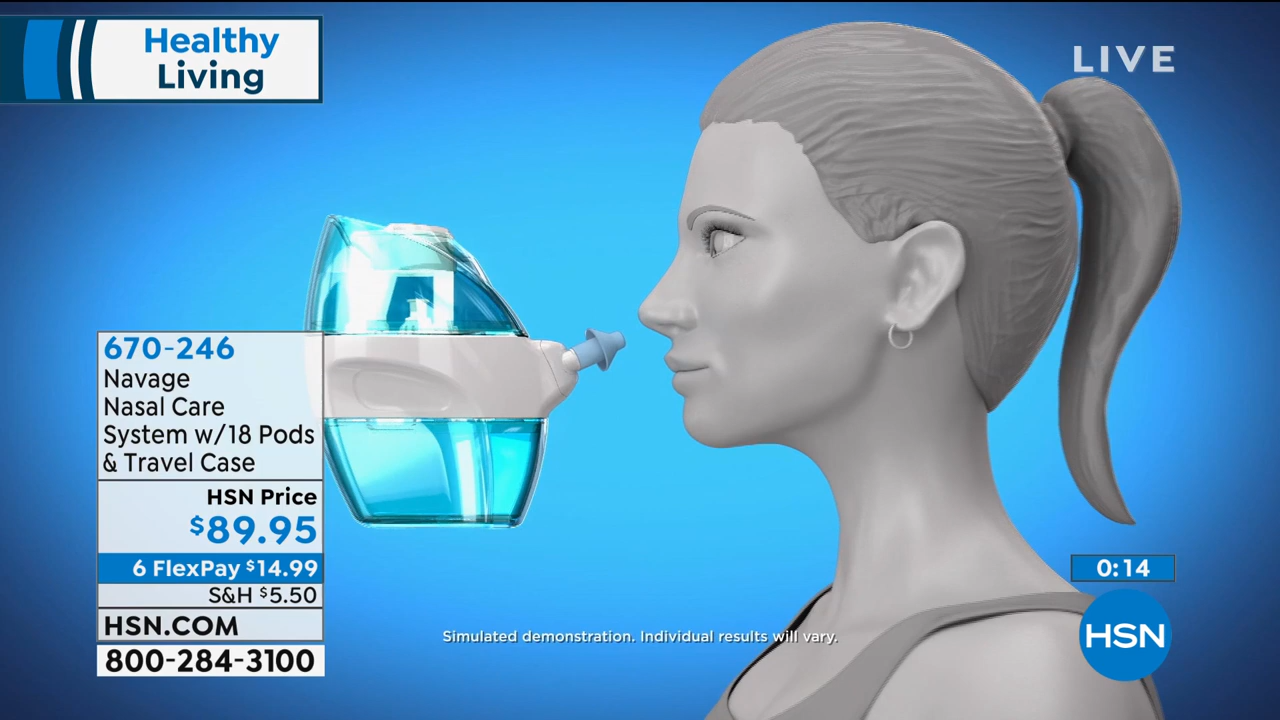 Healthy
Living
LIVE
670-246
Navage
Nasal Care
System w/18 Pods
& Travel Case
HSN Price
$89.95
6 FlexPay $14.99
S&H $5.50
HSN.COM
800-284-3100
Simulated demonstration. Individual results will vary.
0:14
HSN